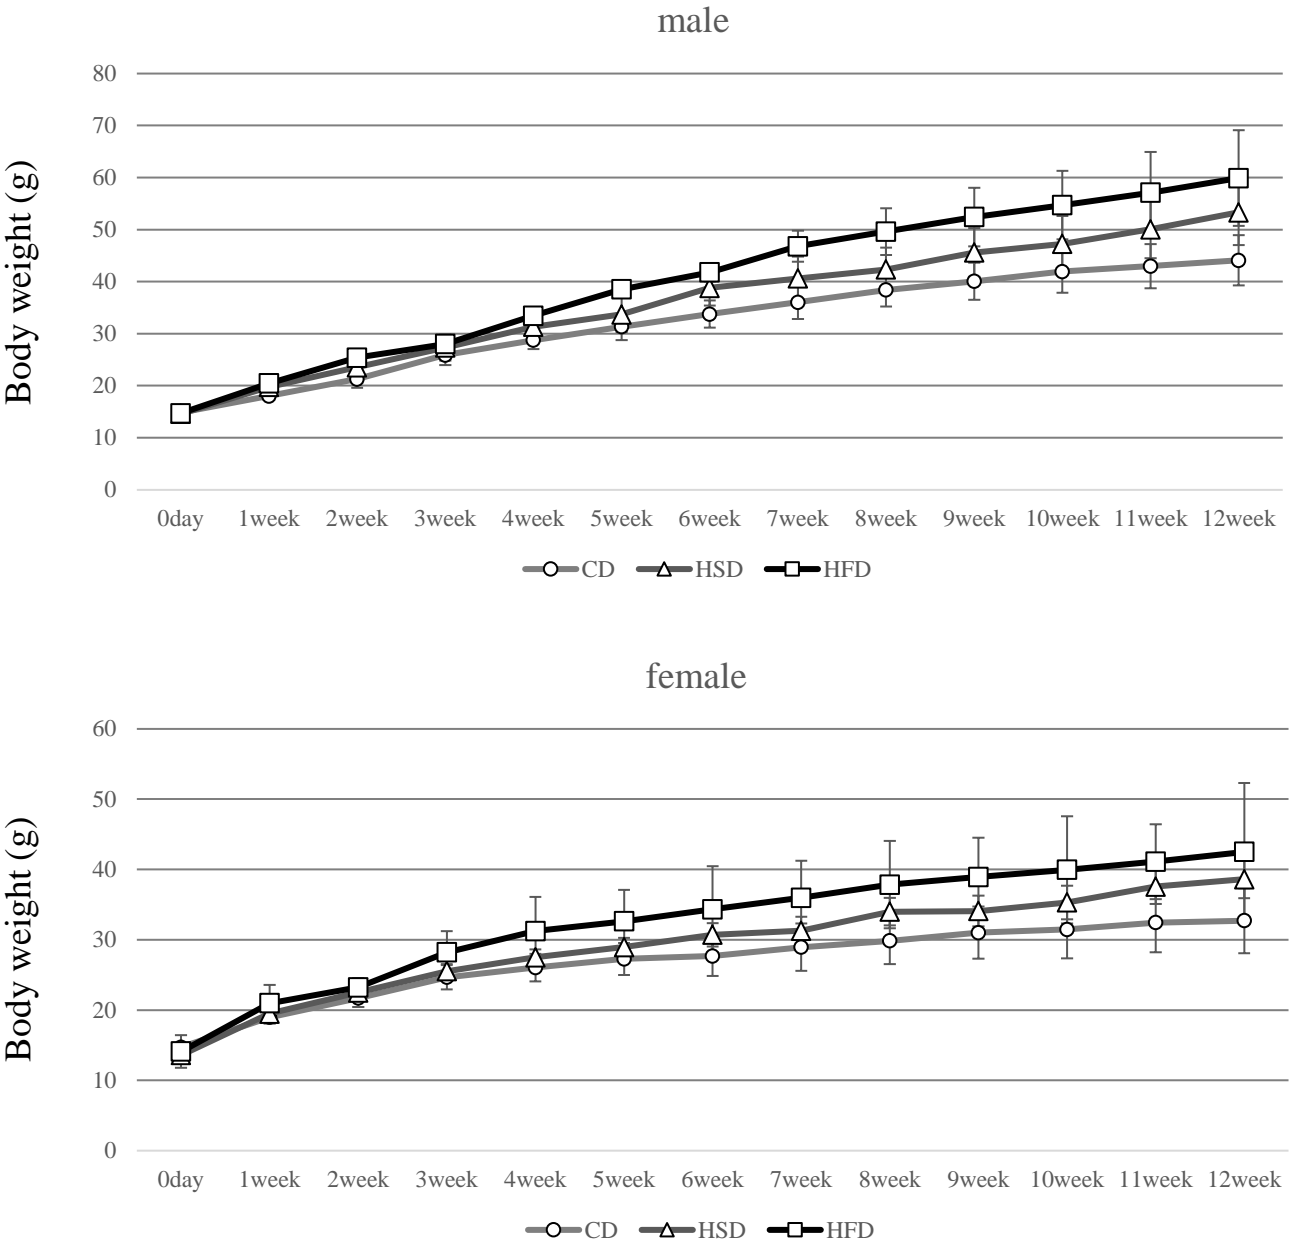 male
Body weight (g)
80
70
60
50
40
30
20
10
0
0day 1week 2week 3week 4week 5week 6week 7week 8week 9week 10week 11week 12week
CD HSD HFD
female
Body weight (g)
60
50
40
30
20
10
0
0day 1week 2week 3week 4week 5week 6week 7week 8week 9week 10week 11week 12week
CD HSD HFD